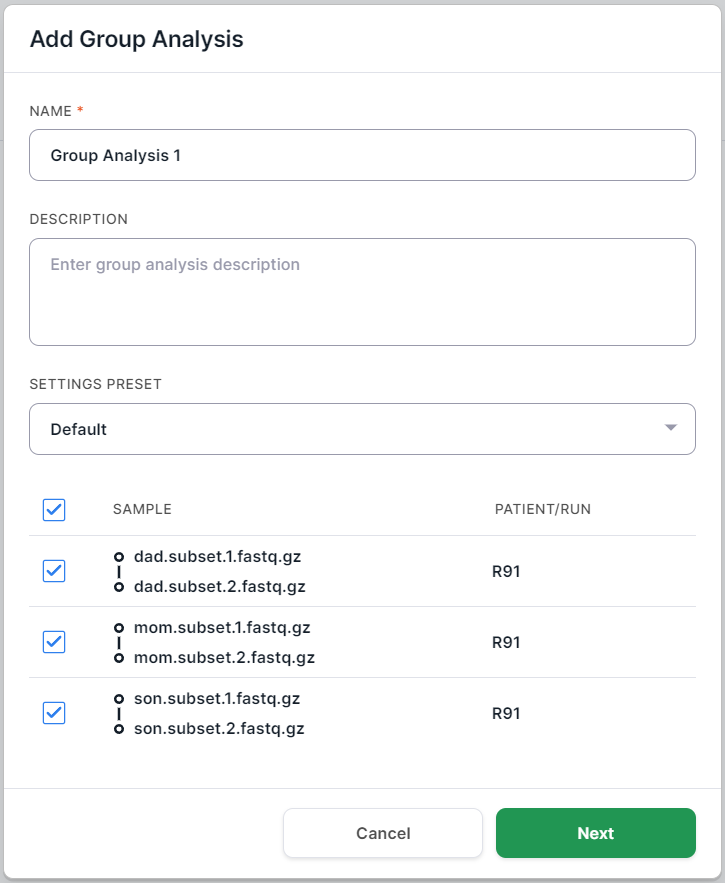 Add Group Analysis
NAME *
Group Analysis 1
DESCRIPTION
Enter group analysis description
SETTINGS PRESET
Default
SAMPLE PATIENT/RUN
dad.subset.1.fastq.gz
dad.subset.2.fastq.gz
R91
mom.subset.1.fastq.gz
mom.subset.2.fastq.gz
R91
son.subset.1.fastq.gz
son.subset.2.fastq.gz
R91
Cancel Next